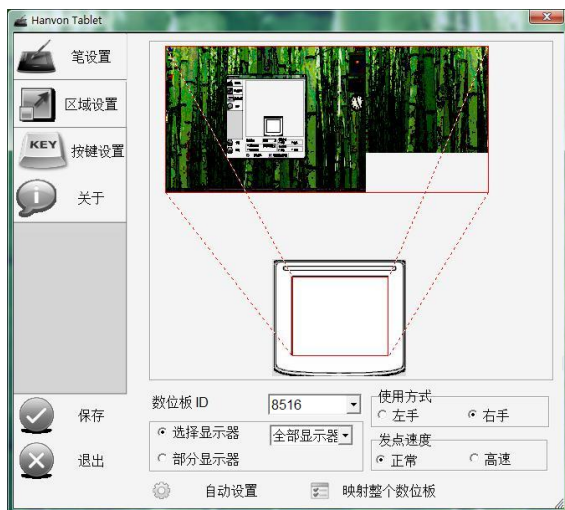 Hanvon Tablet
笔设置
区域设置
KEY
按键设置
关于
数位板 ID
8516
使用方式
左手
右手
选择显示器
全部显示器
发点速度
部分显示器
正常
高速
保存
退出
自动设置
映射整个数位板